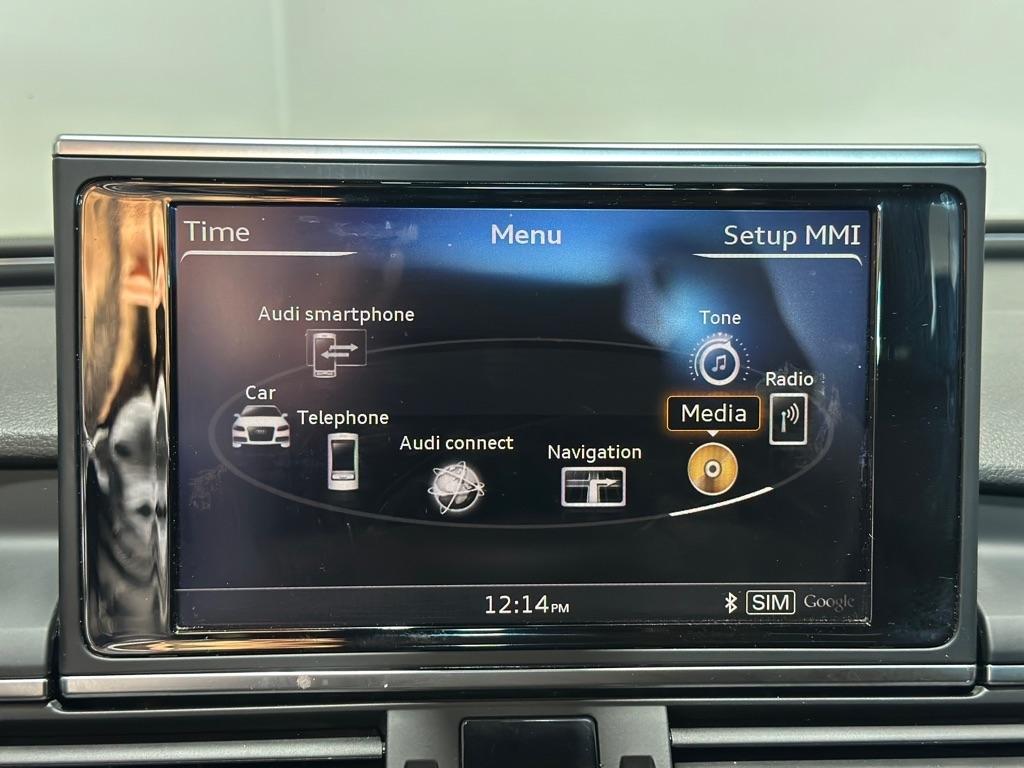 Time
Menu
Setup MMI
Audi smartphone
Tone
Car
Radio
Telephone
Media
Audi connect
Navigation
12:14PM
SIM Google